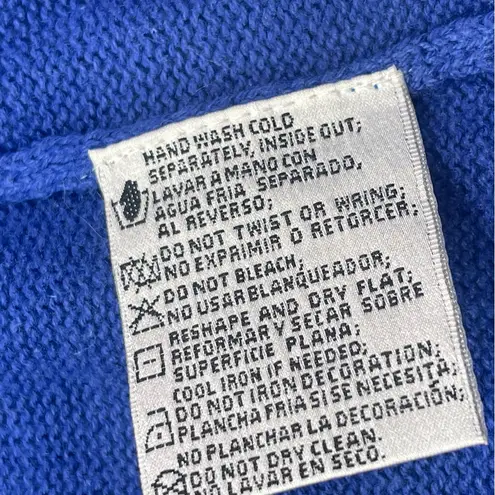 HAND WASH COLD
SEPARATELY, INSIDE OUT;
LAVAR A MANO CON
AGUA FRIA SEPARADO,
AL REVERSO;
DO NOT TWIST OR WRING;
NO EXPRIMIR O RETORCER;
DO NOT BLEACH;
NO USAR BLANQUEADOR;
RESHAPE AND DRY FLAT;
REFORMAR Y SECAR SOBRE
SUPERFICIE PLANA;
COOL IRON IF NEEDED,
DO NOT IRON DECORATION;
PLANCHA FRIA SI SE NECESITA;
NO PLANCHAR LA DECORACIÓN;
DO NOT DRY CLEAN.
NO LAVAR EN SECO.